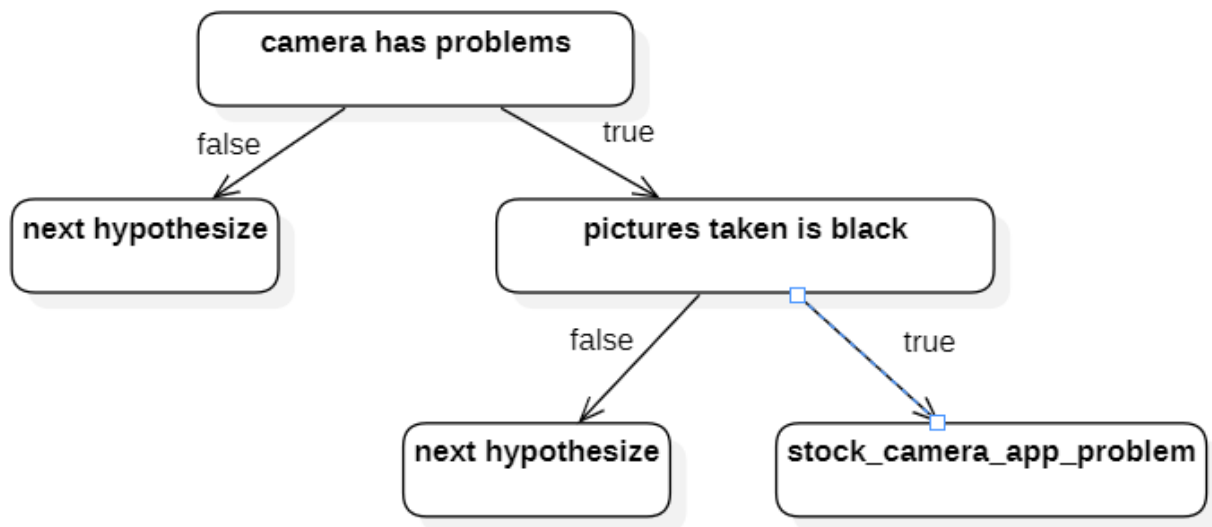 camera has problems
false
true
next hypothesize
pictures taken is black
false
true
next hypothesize
stock_camera_app_problem